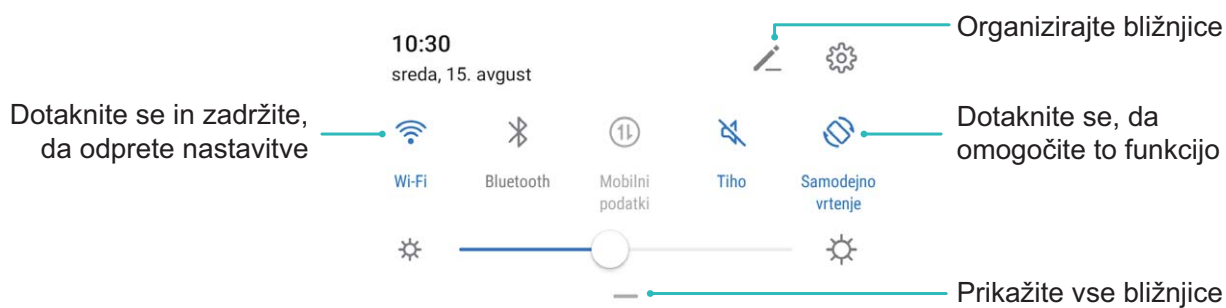 Organizirajte bližnjice
10:30
sreda, 15. avgust
Dotaknite se in zadržite,
da odprete nastavitve
Dotaknite se, da
omogočite to funkcijo
Wi-Fi
Bluetooth
Mobilni
podatki
Tiho
Samodejno
vrtenje
Prikažite vse bližnjice